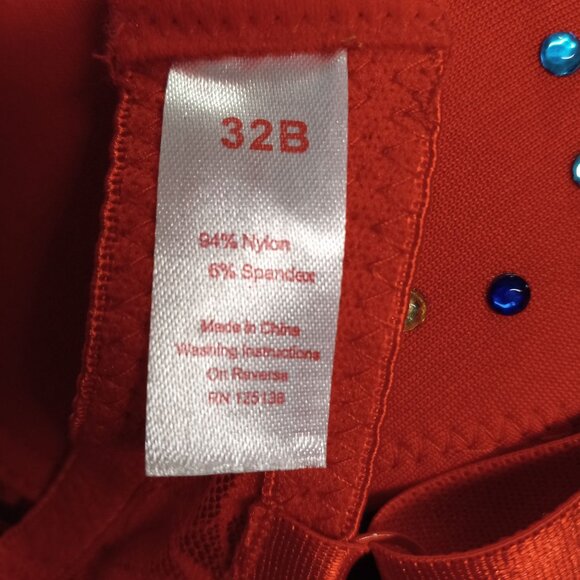 32B
94% Nylon
6% Spandex
Made in China
Washing Instructions
On Reverse
RN 125138